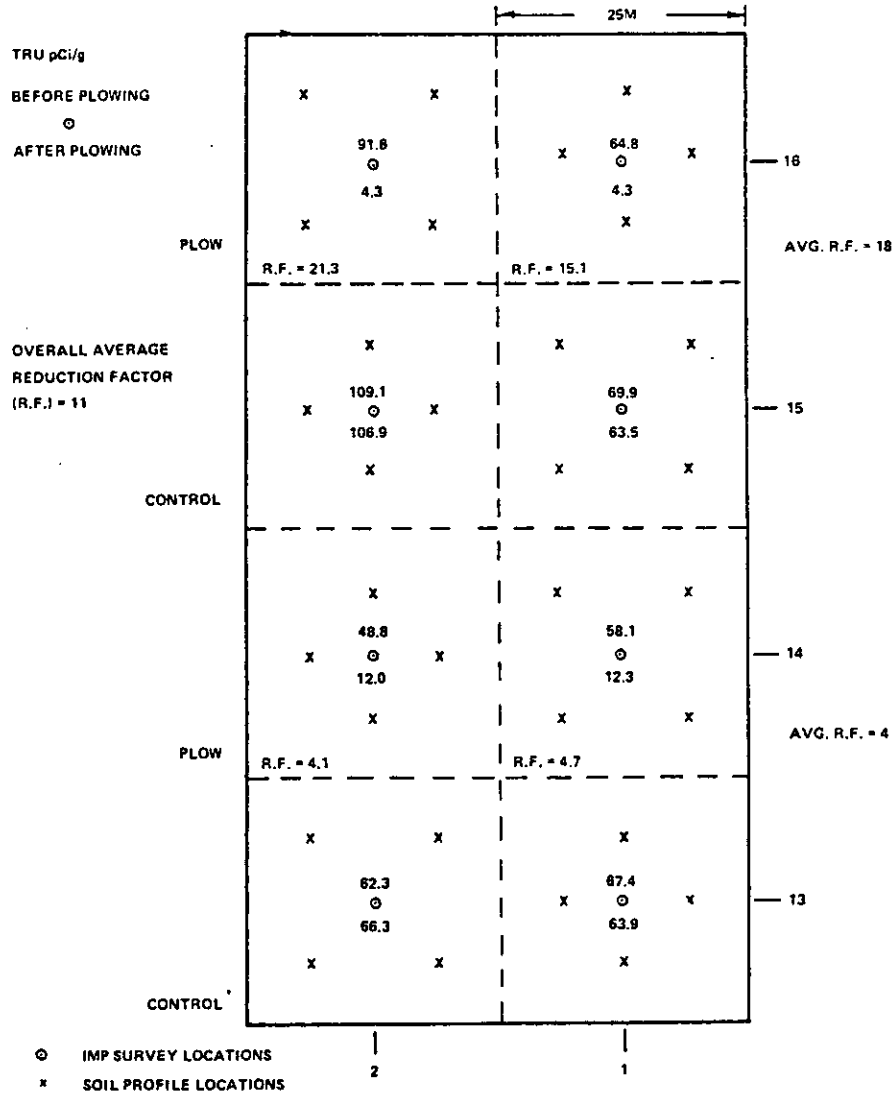 25M
TRU pCi/g
BEFORE PLOWING
AFTER PLOWING
91.8
4.3
64.8
4.3
16
PLOW
R.F. = 21.3
R.F. = 15.1
AVG. R.F. = 18
OVERALL AVERAGE
REDUCTION FACTOR
(R.F.) = 11
109.1
106.9
69.9
63.5
15
CONTROL
48.8
12.0
58.1
12.3
14
PLOW
R.F. = 4.1
R.F. = 4.7
AVG. R.F. = 4
62.3
66.3
67.4
63.9
13
CONTROL
2
1
IMP SURVEY LOCATIONS
x SOIL PROFILE LOCATIONS